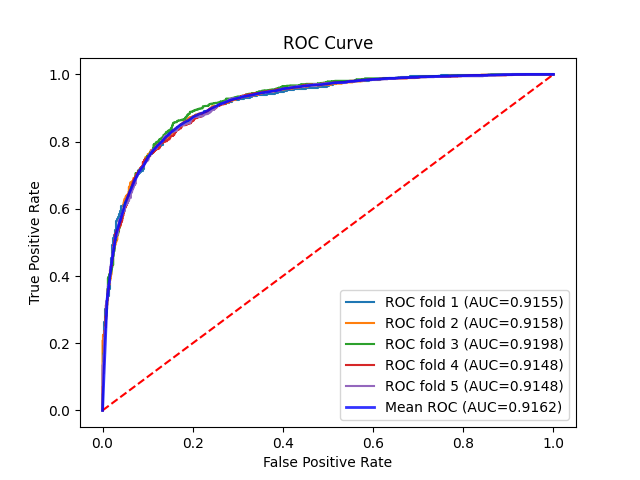 ROC Curve
True Positive Rate
1.0
0.8
0.6
0.4
0.2
0.0
ROC fold 1 (AUC=0.9155)
ROC fold 2 (AUC=0.9158)
ROC fold 3 (AUC=0.9198)
ROC fold 4 (AUC=0.9148)
ROC fold 5 (AUC=0.9148)
Mean ROC (AUC=0.9162)
0.0 0.2 0.4 0.6 0.8 1.0
False Positive Rate